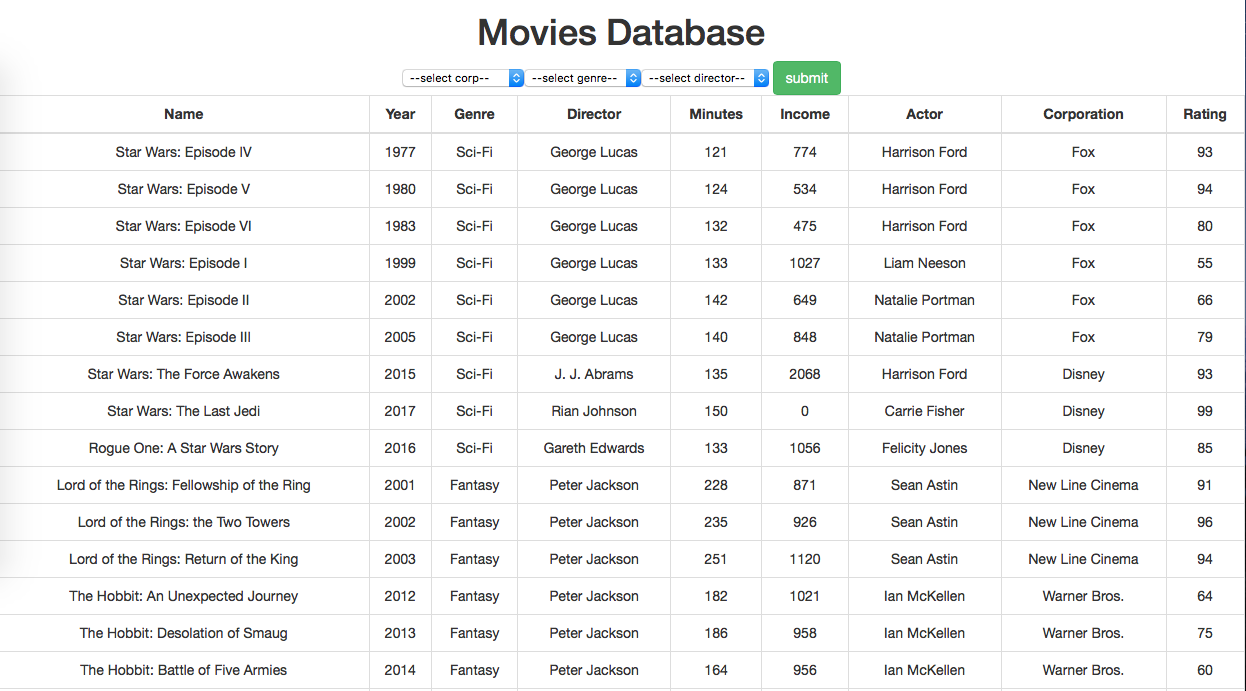 Movies Database
--select corp-- --select genre-- --select director-- submit
Name Year Genre Director Minutes Income Actor Corporation Rating
Star Wars: Episode IV 1977 Sci-Fi George Lucas 121 774 Harrison Ford Fox 93
Star Wars: Episode V 1980 Sci-Fi George Lucas 124 534 Harrison Ford Fox 94
Star Wars: Episode VI 1983 Sci-Fi George Lucas 132 475 Harrison Ford Fox 80
Star Wars: Episode I 1999 Sci-Fi George Lucas 133 1027 Liam Neeson Fox 55
Star Wars: Episode II 2002 Sci-Fi George Lucas 142 649 Natalie Portman Fox 66
Star Wars: Episode III 2005 Sci-Fi George Lucas 140 848 Natalie Portman Fox 79
Star Wars: The Force Awakens 2015 Sci-Fi J. J. Abrams 135 2068 Harrison Ford Disney 93
Star Wars: The Last Jedi 2017 Sci-Fi Rian Johnson 150 0 Carrie Fisher Disney 99
Rogue One: A Star Wars Story 2016 Sci-Fi Gareth Edwards 133 1056 Felicity Jones Disney 85
Lord of the Rings: Fellowship of the Ring 2001 Fantasy Peter Jackson 228 871 Sean Astin New Line Cinema 91
Lord of the Rings: the Two Towers 2002 Fantasy Peter Jackson 235 926 Sean Astin New Line Cinema 96
Lord of the Rings: Return of the King 2003 Fantasy Peter Jackson 251 1120 Sean Astin New Line Cinema 94
The Hobbit: An Unexpected Journey 2012 Fantasy Peter Jackson 182 1021 Ian McKellen Warner Bros. 64
The Hobbit: Desolation of Smaug 2013 Fantasy Peter Jackson 186 958 Ian McKellen Warner Bros. 75
The Hobbit: Battle of Five Armies 2014 Fantasy Peter Jackson 164 956 Ian McKellen Warner Bros. 60